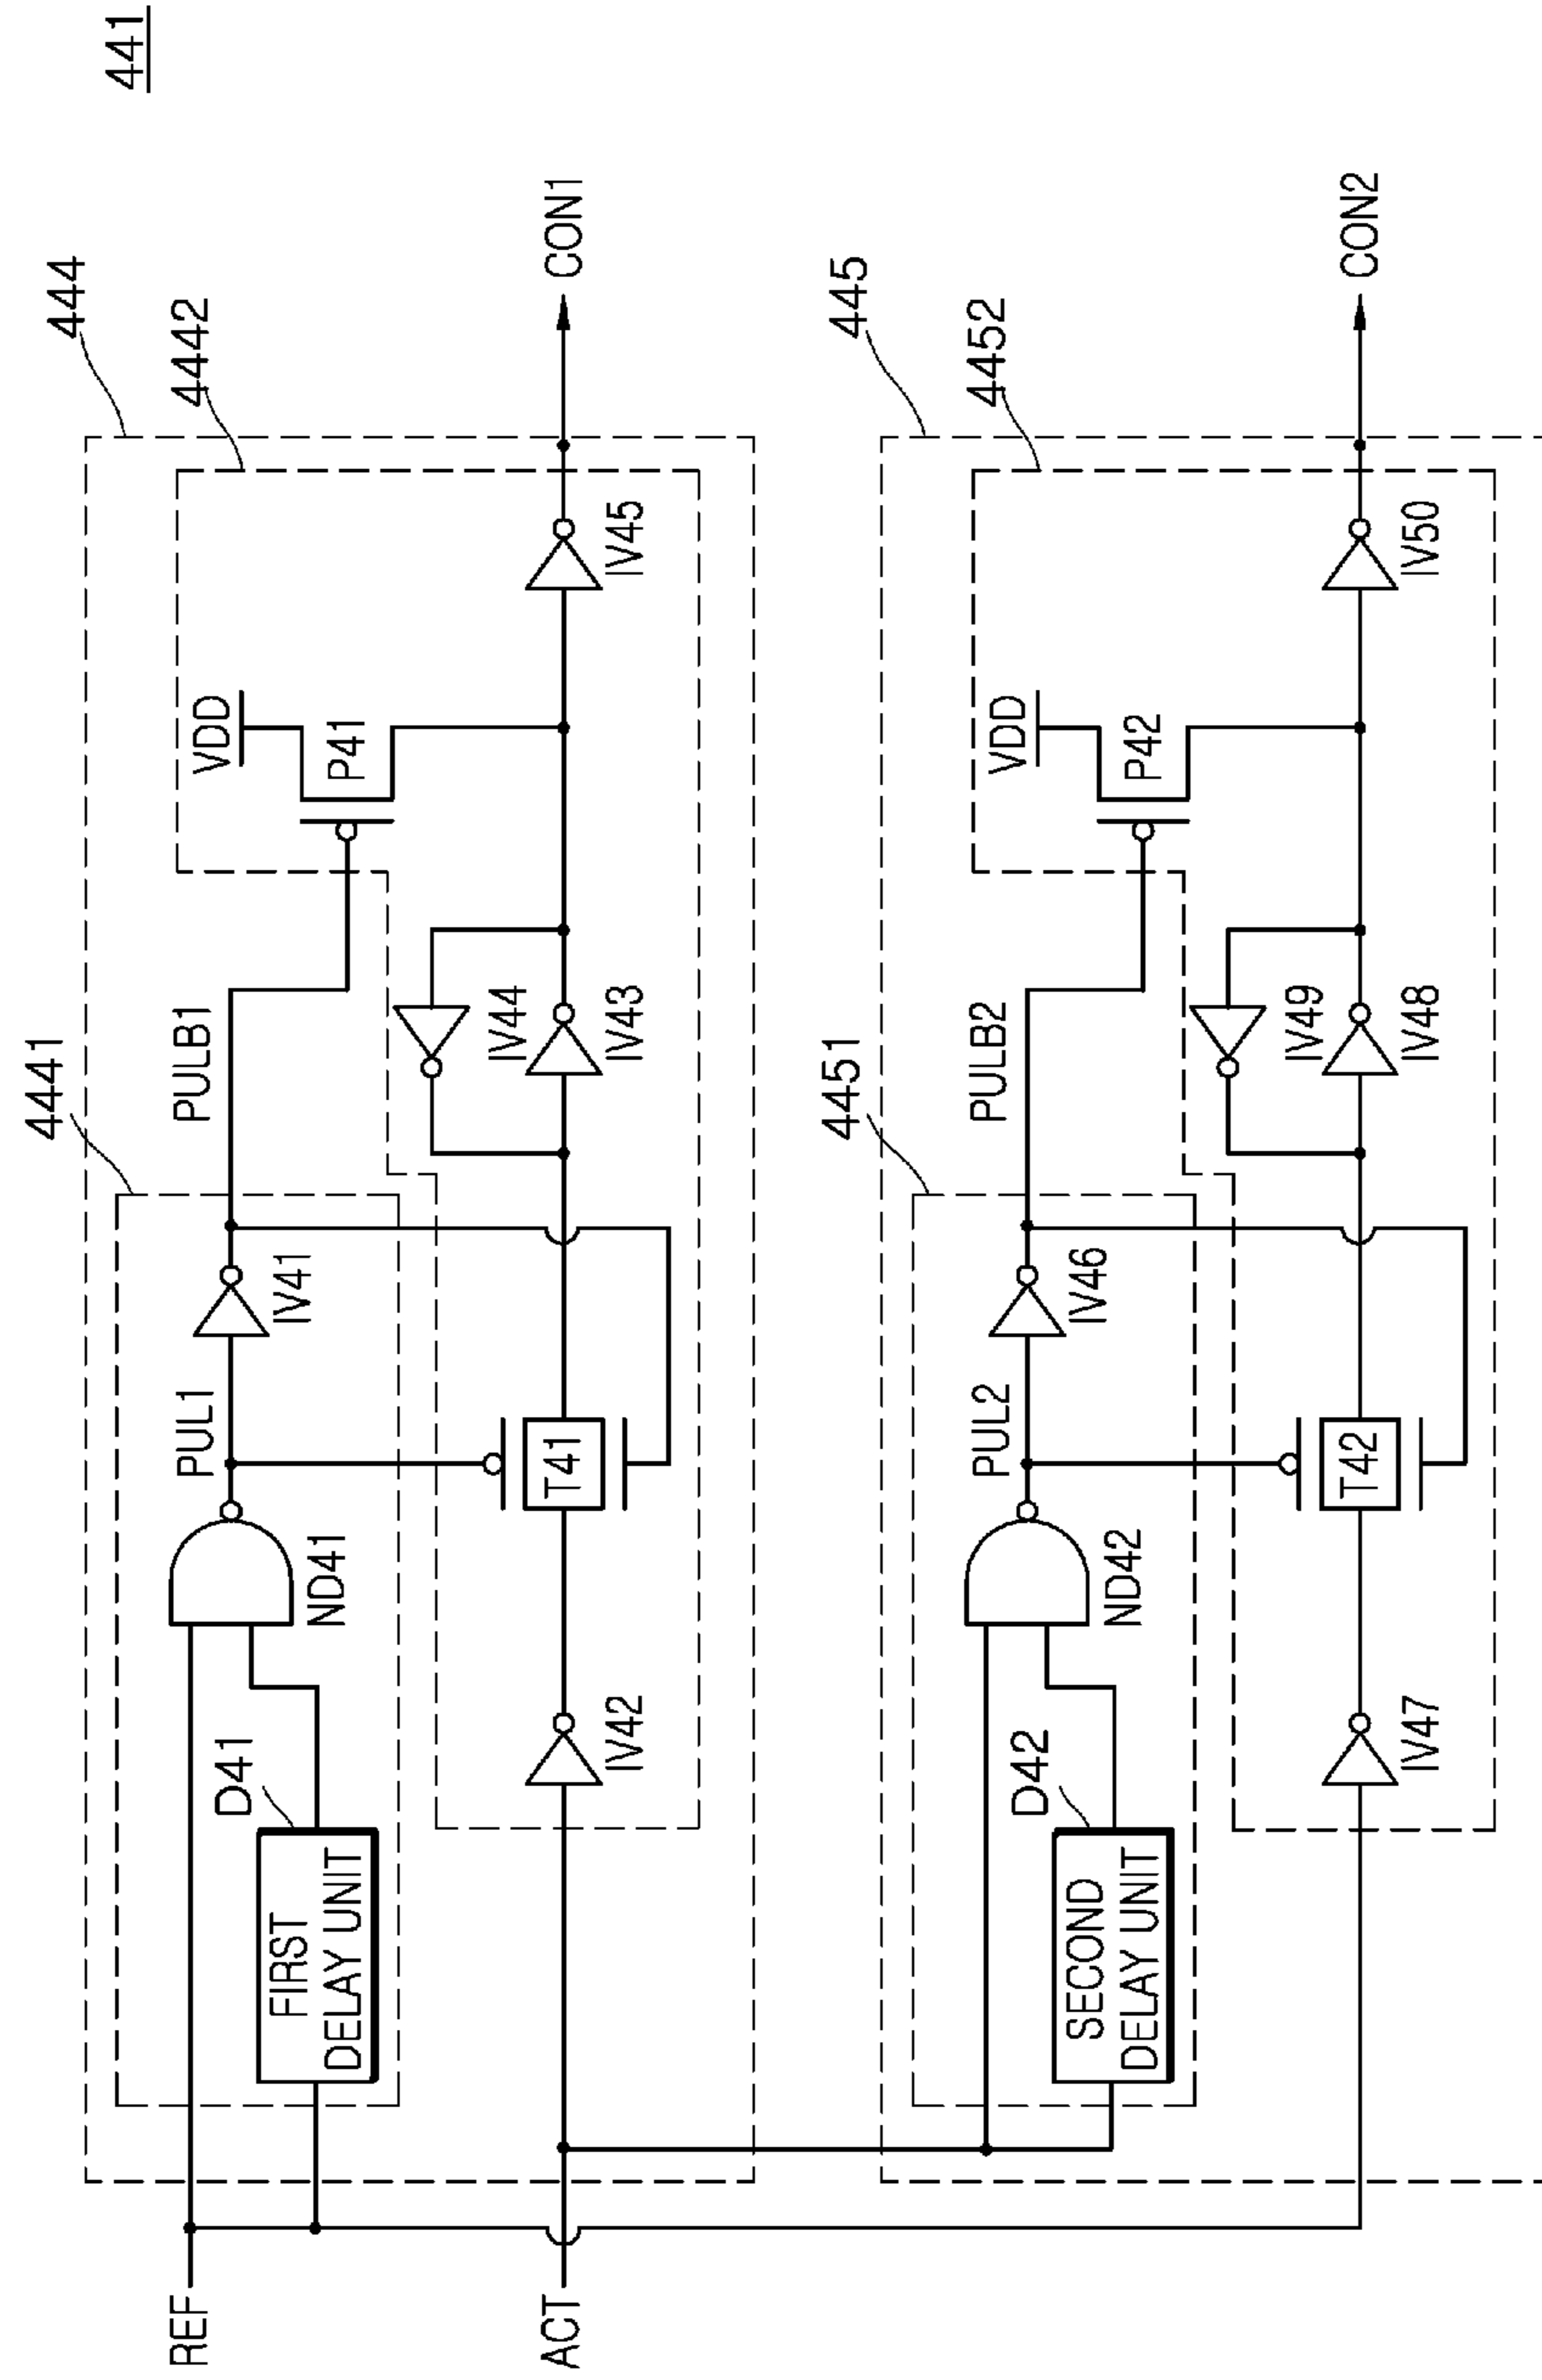 441
444
4442
4441
VDD
PULB1
P41
PUL1
IV41
ND41
D41
FIRST
DELAY UNIT
IV44
IV43
IV45
CON1
T41
IV42
REF
ACT
445
4452
4451
VDD
PULB2
P42
PUL2
IV46
ND42
D42
SECOND
DELAY UNIT
IV49
IV48
IV50
CON2
T42
IV47